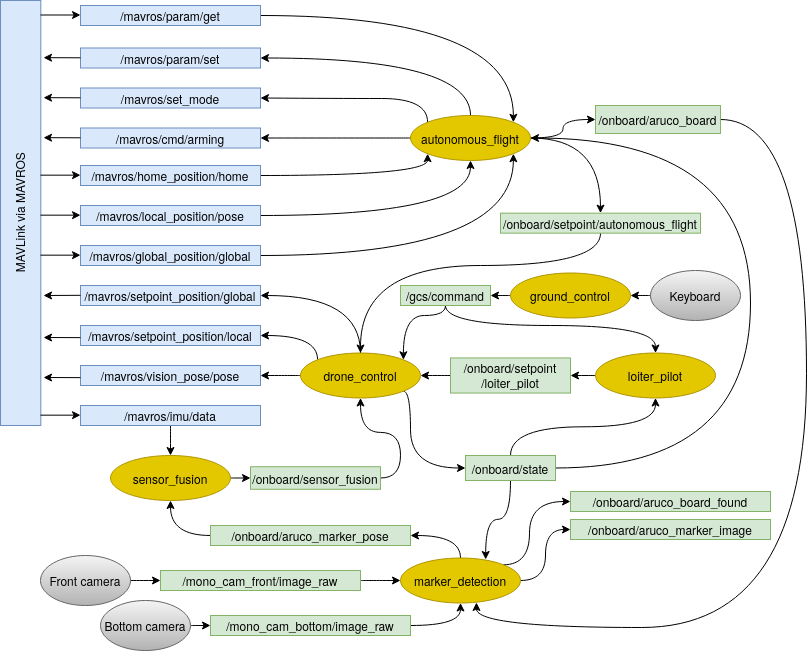 MAVLink via MAVROS
/mavros/param/get
/mavros/param/set
/mavros/set_mode
/mavros/cmd/arming
/mavros/home_position/home
/mavros/local_position/pose
/mavros/global_position/global
/mavros/setpoint_position/global
/mavros/setpoint_position/local
/mavros/vision_pose/pose
/mavros/imu/data
autonomous_flight
/onboard/aruco_board
/onboard/setpoint/autonomous_flight
/gcs/command
ground_control
Keyboard
drone_control
/onboard/setpoint
/loiter_pilot
loiter_pilot
sensor_fusion
/onboard/sensor_fusion
/onboard/state
/onboard/aruco_board_found
/onboard/aruco_marker_image
/onboard/aruco_marker_pose
Front camera
/mono_cam_front/image_raw
marker_detection
Bottom camera
/mono_cam_bottom/image_raw